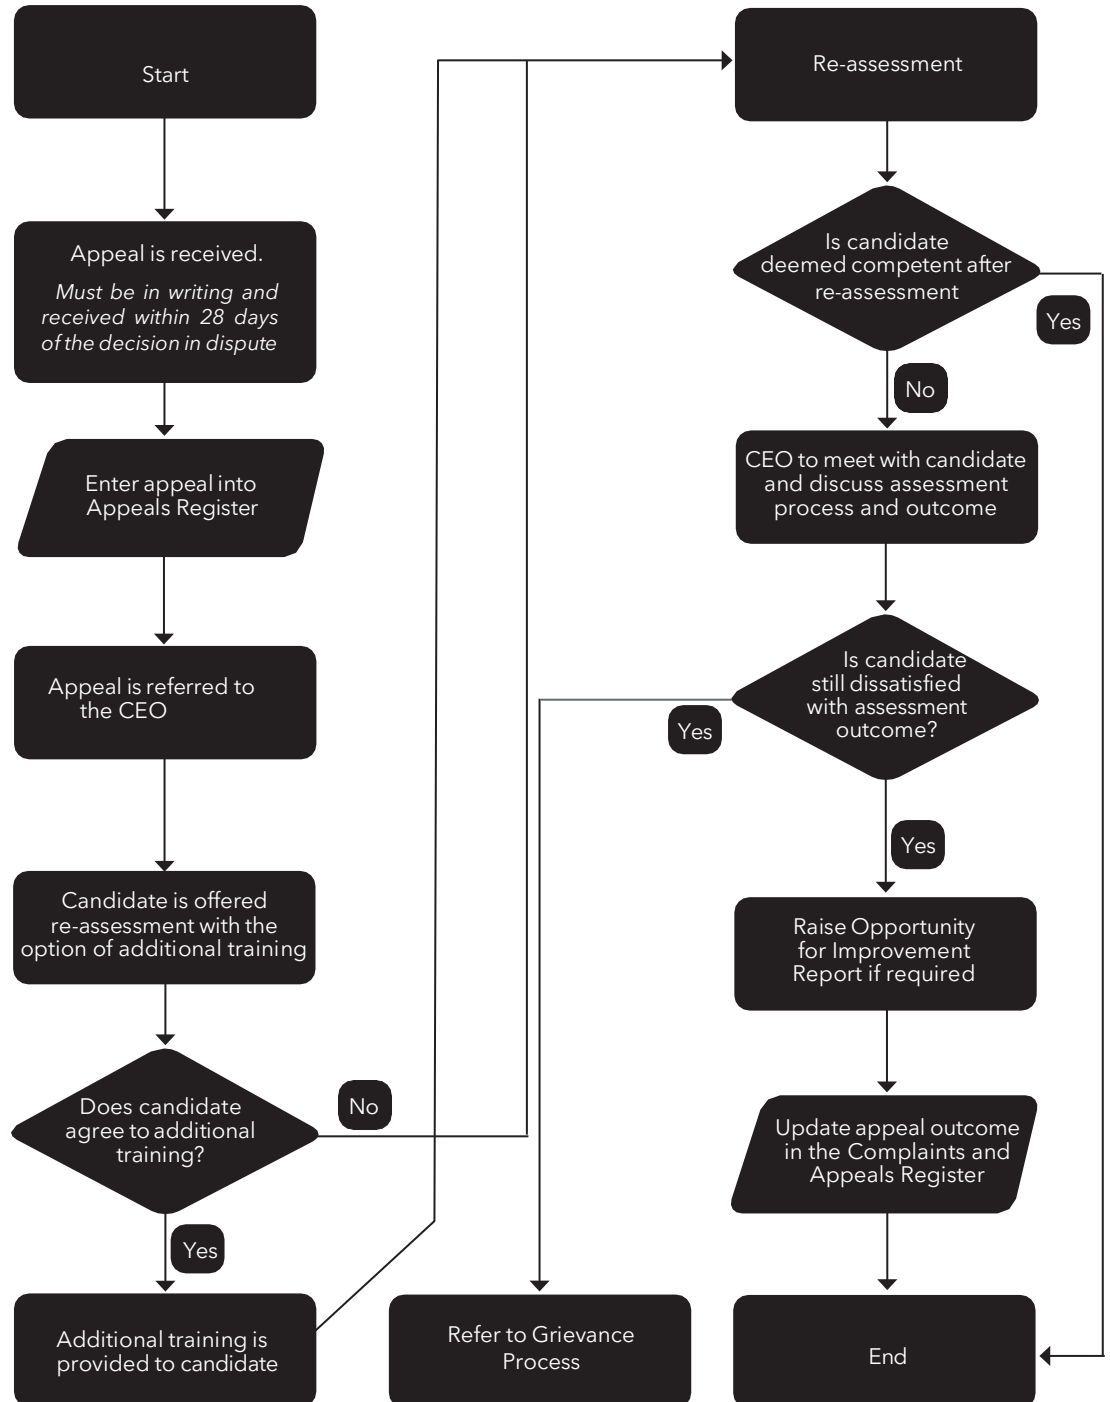 Start
Appeal is received.
Must be in writing and
received within 28 days
of the decision in dispute
Enter appeal into
Appeals Register
Appeal is referred to
the CEO
Candidate is offered
re-assessment with the
option of additional training
Does candidate
agree to additional
training?
No
Yes
Additional training is
provided to candidate
Re-assessment
Is candidate
deemed competent after
re-assessment
Yes
No
CEO to meet with candidate
and discuss assessment
process and outcome
Is candidate
still dissatisfied
with assessment
outcome?
Yes
Yes
Refer to Grievance
Process
Raise Opportunity
for Improvement
Report if required
Update appeal outcome
in the Complaints and
Appeals Register
End